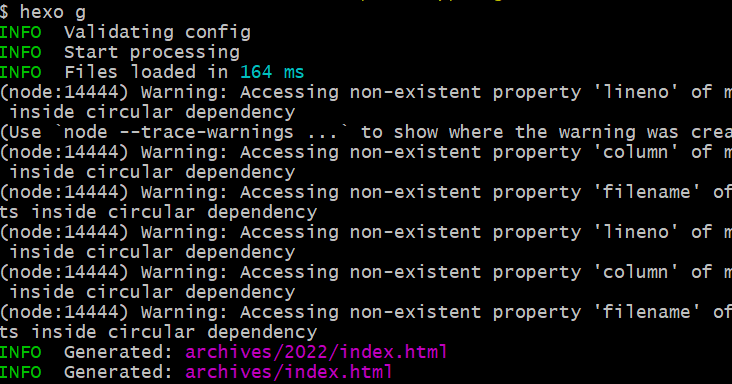 $ hexo g
INFO  Validating config
INFO  Start processing
INFO  Files loaded in 164 ms
(node:14444) Warning: Accessing non-existent property 'lineno' of
 inside circular dependency
(Use `node --trace-warnings ...` to show where the warning was
(node:14444) Warning: Accessing non-existent property 'column' of
 inside circular dependency
(node:14444) Warning: Accessing non-existent property 'filename' of
ts inside circular dependency
(node:14444) Warning: Accessing non-existent property 'lineno' of
 inside circular dependency
(node:14444) Warning: Accessing non-existent property 'column' of
 inside circular dependency
(node:14444) Warning: Accessing non-existent property 'filename' of
ts inside circular dependency
INFO  Generated: archives/2022/index.html
INFO  Generated: archives/index.html